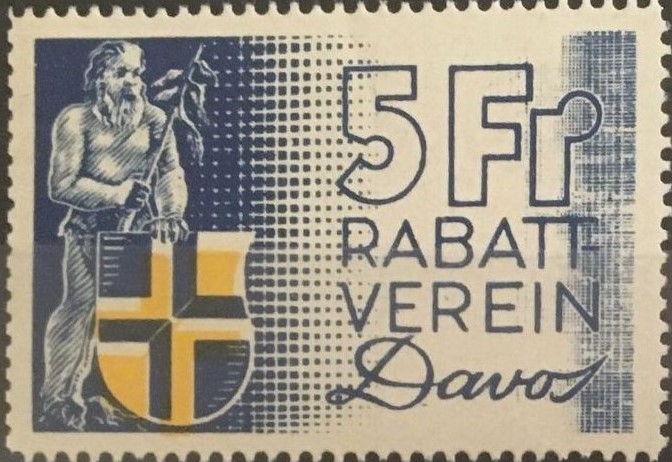 5 Fr
RABATT-
VEREIN
Davos